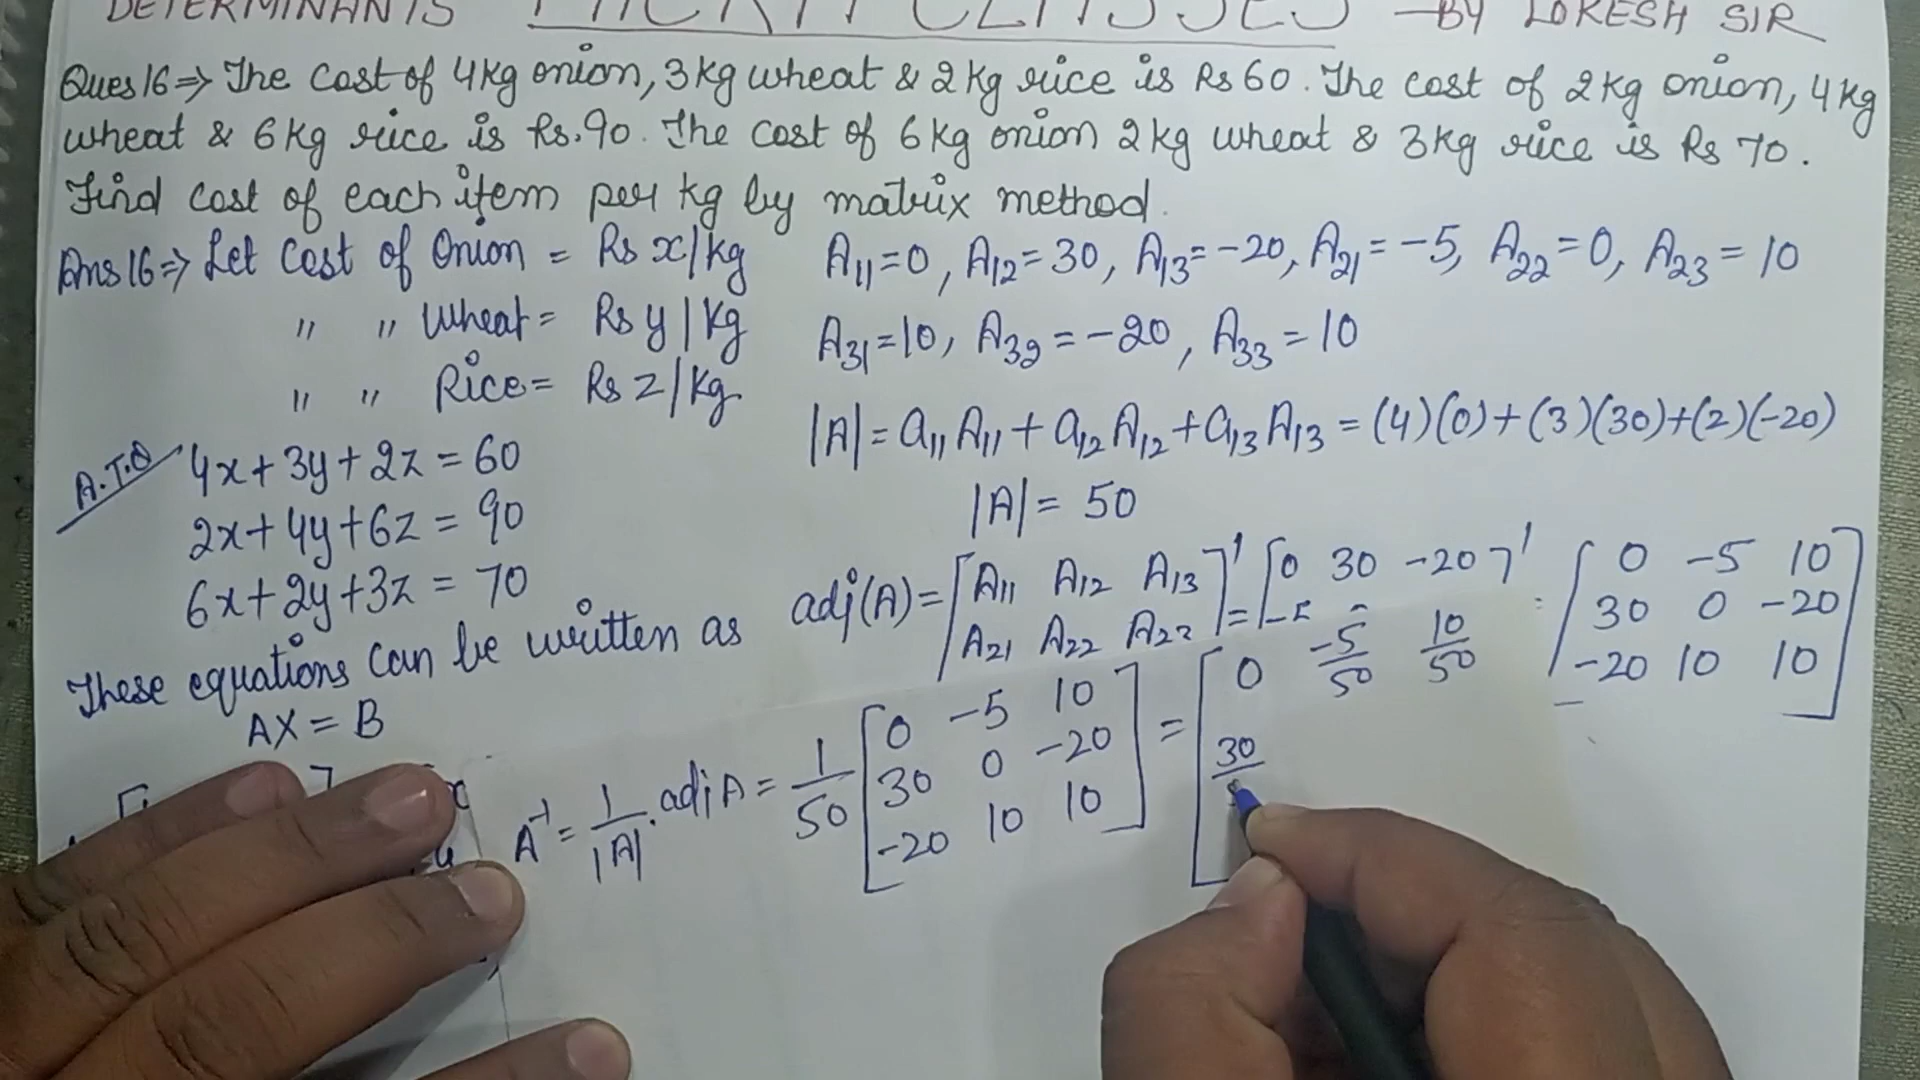 DETERMINANTS CLASSES -BY LOKESH SIR
Ques 16⇒ The Cost of 4kg onion, 3kg wheat & 2kg rice is Rs 60. The cost of 2kg onion, 4kg
wheat & 6kg rice is Rs.90. The cost of 6kg onion 2kg wheat & 3kg rice is Rs 70.
Find cost of each item per kg by matrix method.
Ans 16⇒ Let Cost of Onion = Rs x/kg
" " Wheat = Rs y/kg
" " Rice = Rs z/kg
A.T.Q 4x+3y+2z = 60
2x+4y+6z = 90
6x+2y+3z = 70
These equations can be written as
AX = B
A₁₁=0, A₁₂=30, A₁₃=-20, A₂₁=-5, A₂₂=0, A₂₃=10
A₃₁=10, A₃₂=-20, A₃₃=10
|A| = a₁₁A₁₁ + a₁₂A₁₂ + a₁₃A₁₃ = (4)(0)+(3)(30)+(2)(-20)
|A| = 50
adj(A) = [A₁₁ A₁₂ A₁₃]' = [0 30 -20]' = [0 -5 10
A₂₁ A₂₂ 30 0 -20
-20 10 10]
A⁻¹ = 1/|A| . adj A = 1/50 [0 -5 10 = [0 -5/50 10/50
30 0 -20 30/
-20 10 10]